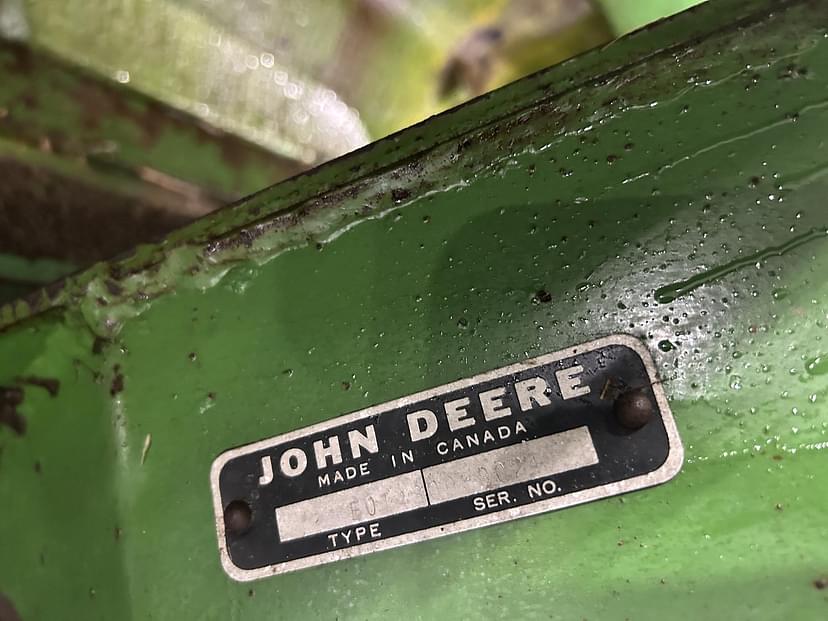 JOHN DEERE
MADE IN CANADA
TYPE SER. NO.